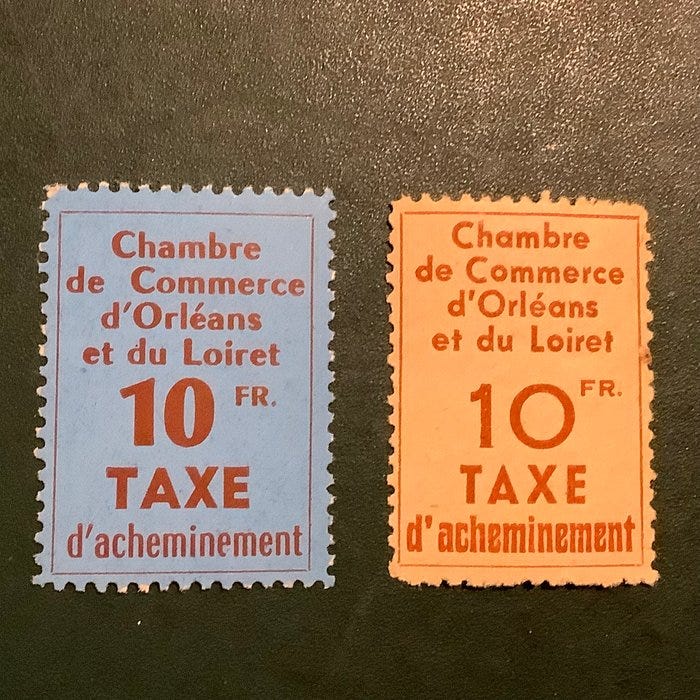 Chambre
de Commerce
d'Orléans
et du Loiret
10 FR.
TAXE
d'acheminement
Chambre
de Commerce
d'Orléans
et du Loiret
10 FR.
TAXE
d'acheminement